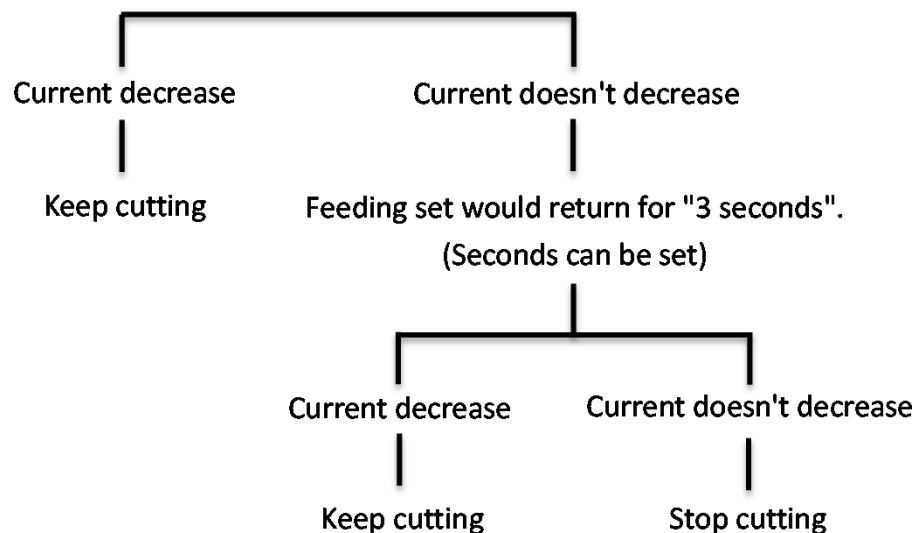 Current decrease
Current doesn't decrease
Keep cutting
Feeding set would return for "3 seconds".
(Seconds can be set)
Current decrease
Current doesn't decrease
Keep cutting
Stop cutting